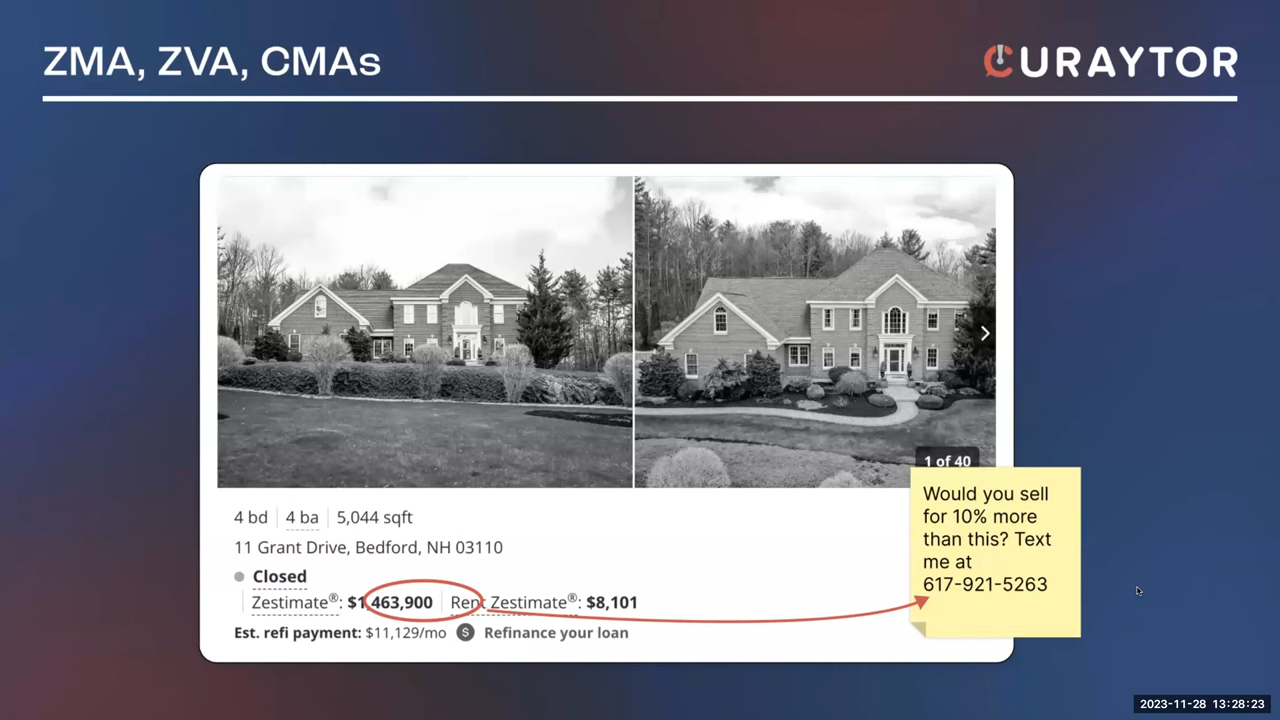 ZMA, ZVA, CMAs
CURAYTOR
1 of 40
4 bd 4 ba 5,044 sqft
11 Grant Drive, Bedford, NH 03110
Closed
Zestimate®: $1,463,900 Rent Zestimate®: $8,101
Est. refi payment: $11,129/mo $ Refinance your loan
Would you sell
for 10% more
than this? Text
me at
617-921-5263
2023-11-28 13:28:23